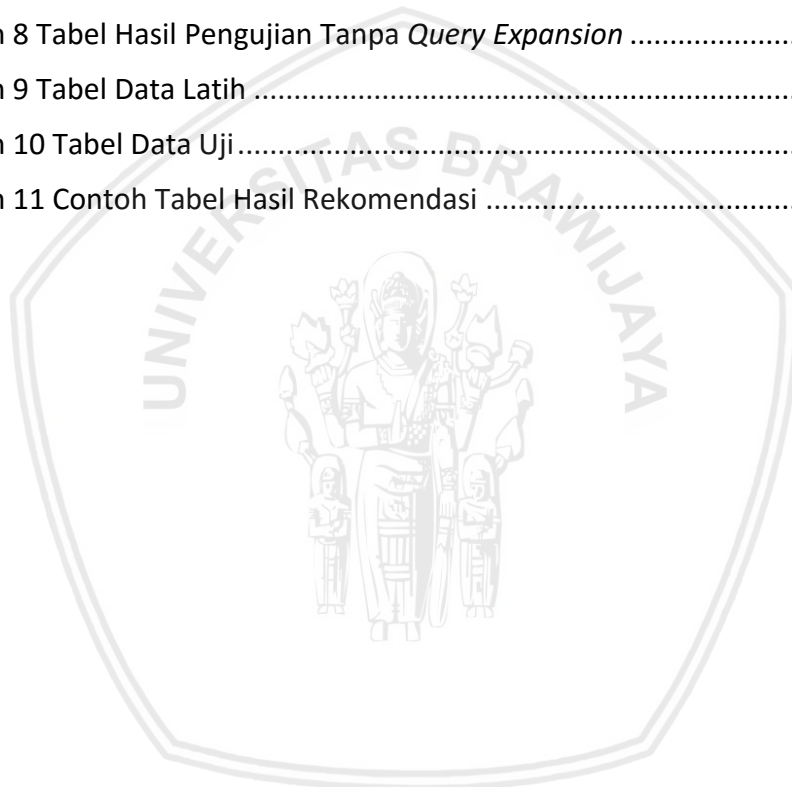 n 8 Tabel Hasil Pengujian Tanpa Query Expansion ......................
n 9 Tabel Data Latih ...........................................................................
n 10 Tabel Data Uji.............................................................................
n 11 Contoh Tabel Hasil Rekomendasi ..........................................
UNIVERSITAS BRAWIJAYA